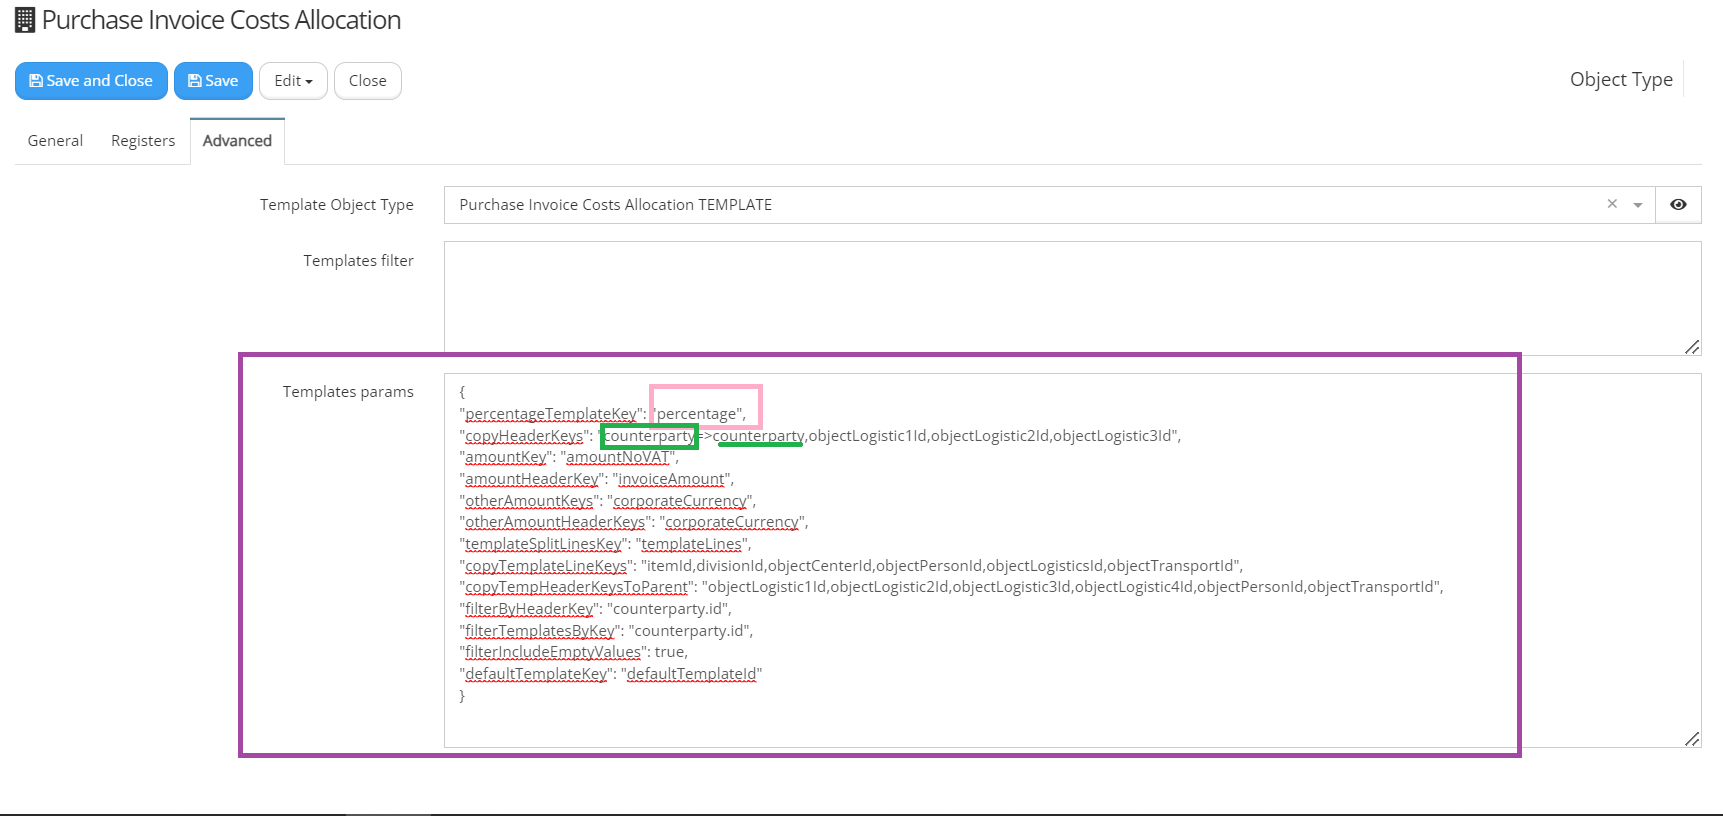 Purchase Invoice Costs Allocation
Save and Close Save Edit Close
Object Type
General Registers Advanced
Template Object Type Purchase Invoice Costs Allocation TEMPLATE
Templates filter
Templates params {
"percentageTemplateKey": "percentage",
"copyHeaderKeys": "counterparty=>counterparty,objectLogistic1Id,objectLogistic2Id,objectLogistic3Id",
"amountKey": "amountNoVAT",
"amountHeaderKey": "invoiceAmount",
"otherAmountKeys": "corporateCurrency",
"otherAmountHeaderKeys": "corporateCurrency",
"templateSplitLinesKey": "templateLines",
"copyTemplateLineKeys": "itemId,divisionId,objectCenterId,objectPersonId,objectLogisticsId,objectTransportId",
"copyTempHeaderKeysToParent": "objectLogistic1Id,objectLogistic2Id,objectLogistic3Id,objectLogistic4Id,objectPersonId,objectTransportId",
"filterByHeaderKey": "counterparty.id",
"filterTemplatesByKey": "counterparty.id",
"filterIncludeEmptyValues": true,
"defaultTemplateKey": "defaultTemplateId"
}